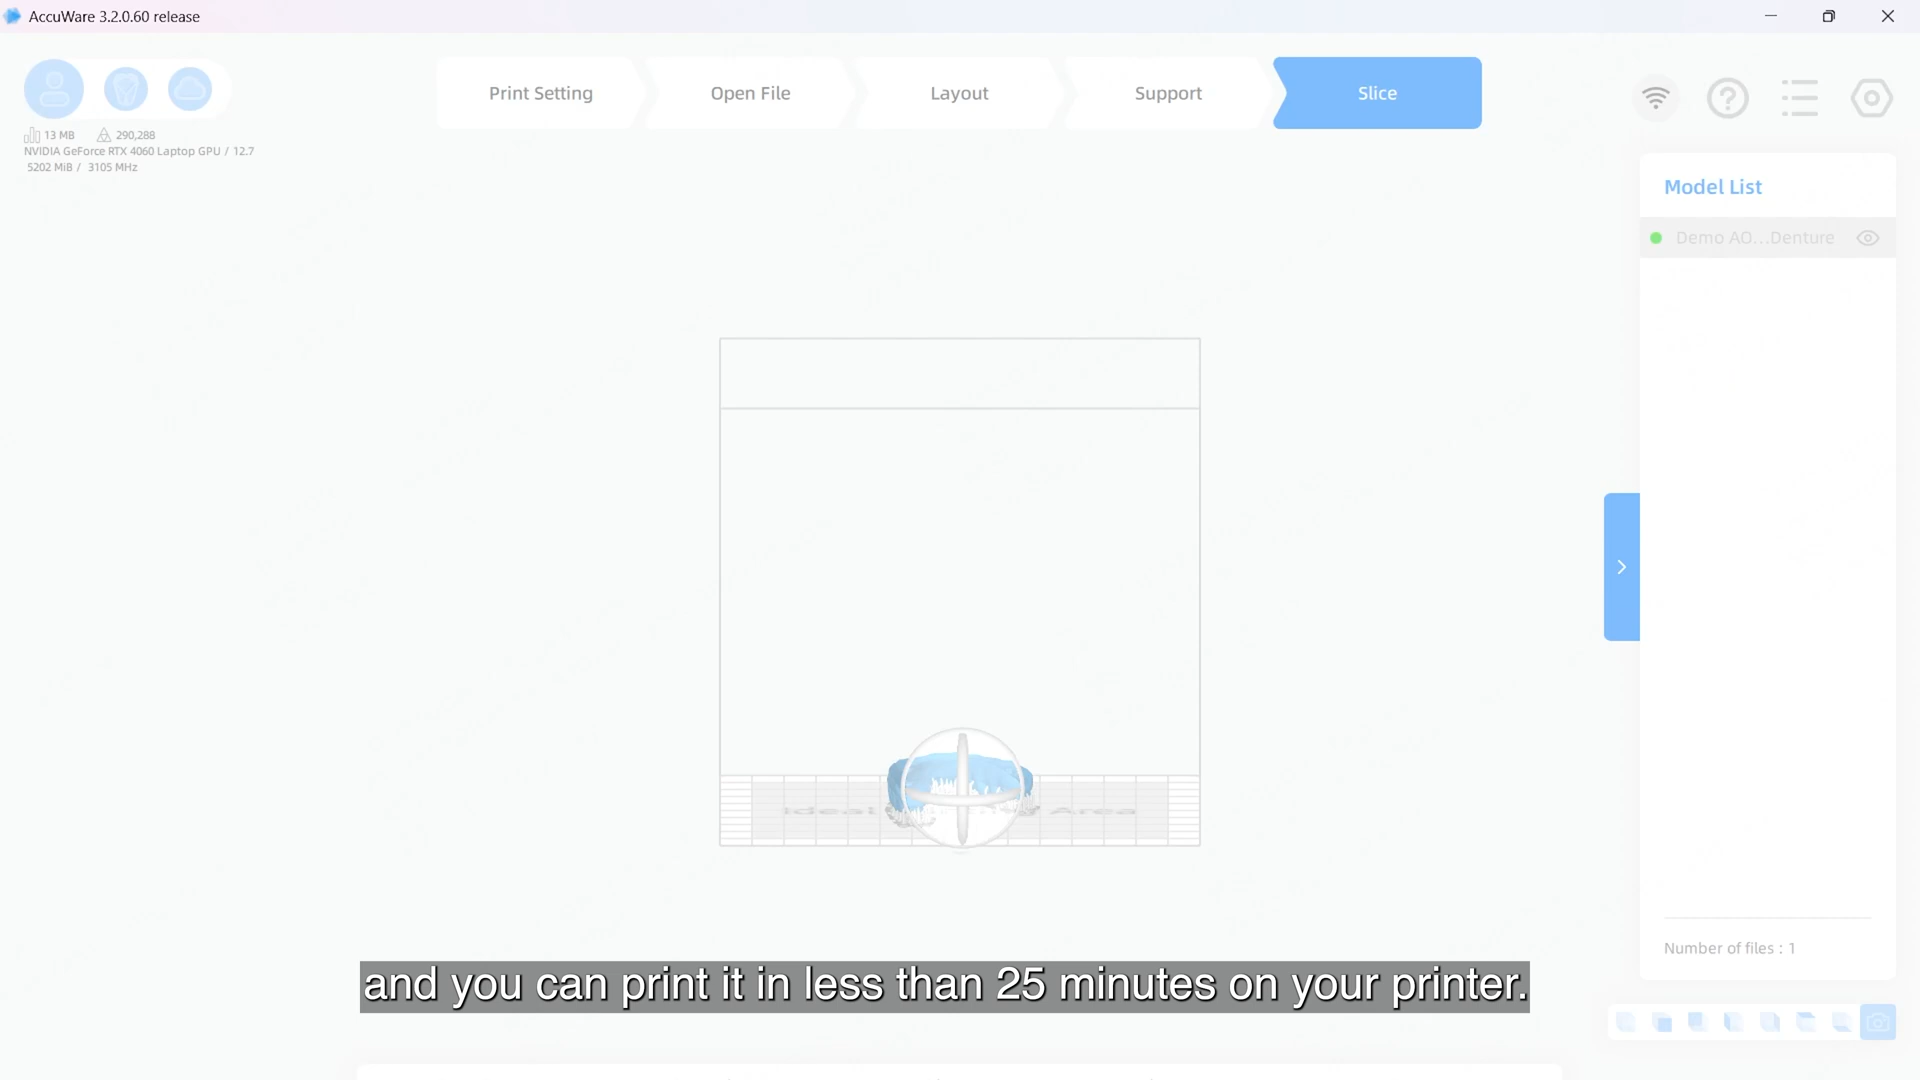 AccuWare 3.2.0.60 release
Print Setting
Open File
Layout
Support
Slice
13 MB 290,288
NVIDIA GeForce RTX 4060 Laptop GPU / 12.7
5202 MiB / 3105 MHz
Model List
Demo AO...Denture
Ideal Area
Number of files : 1
and you can print it in less than 25 minutes on your printer.